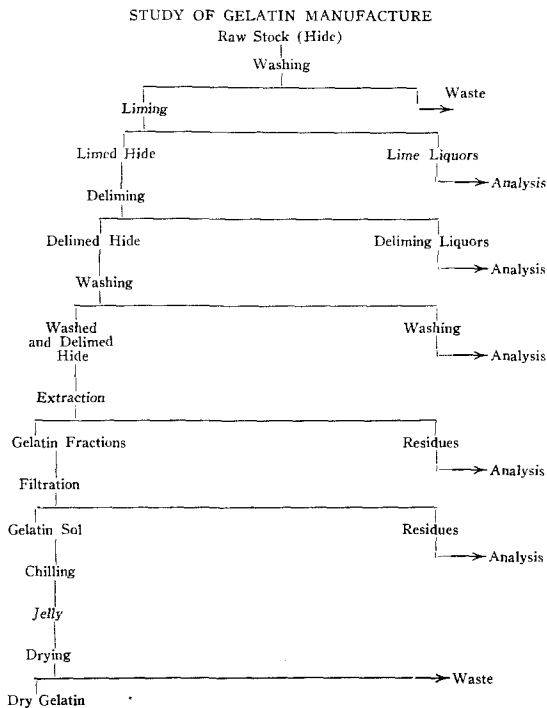 STUDY OF GELATIN MANUFACTURE
Raw Stock (Hide)
Washing
Waste
Liming
Limed Hide
Lime Liquors
Analysis
Deliming
Delimed Hide
Deliming Liquors
Analysis
Washing
Washed
and Delimed
Hide
Washing
Analysis
Extraction
Gelatin Fractions
Residues
Analysis
Filtration
Gelatin Sol
Residues
Analysis
Chilling
Jelly
Drying
Waste
Dry Gelatin